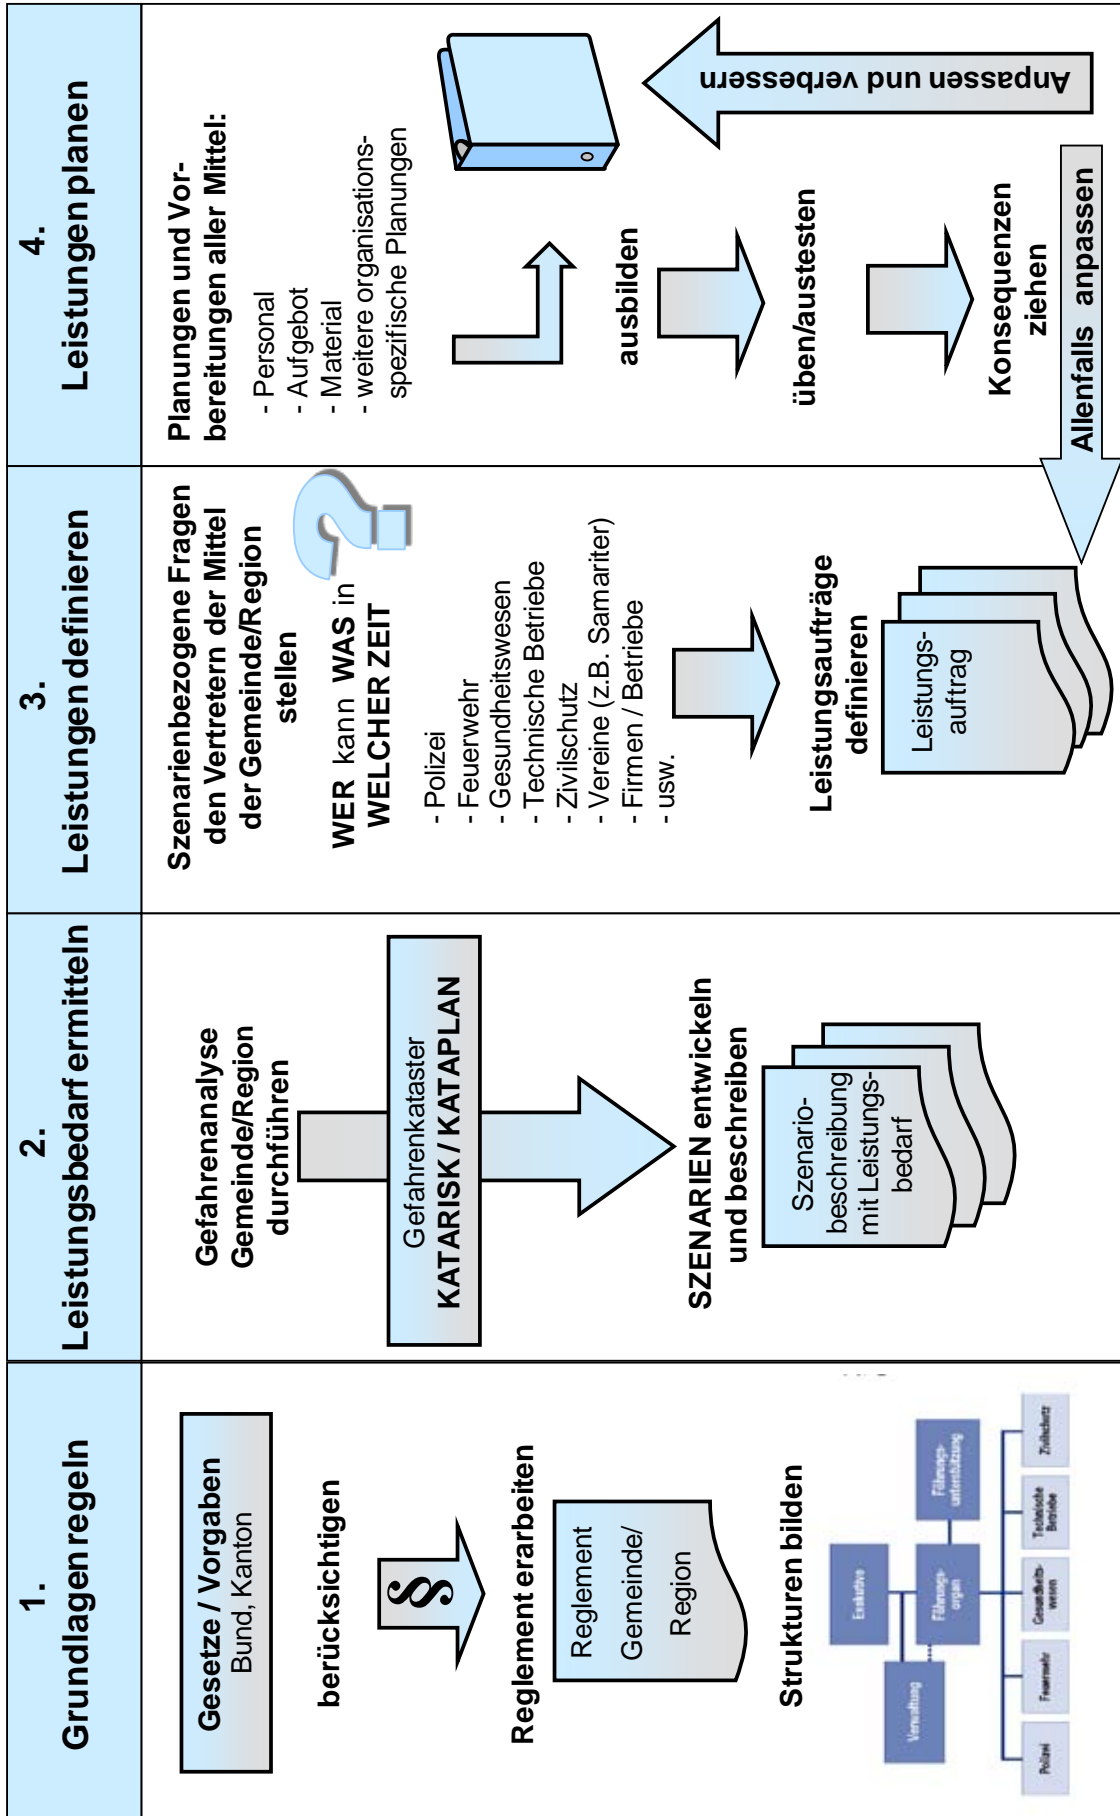 1.
Grundlagen regeln
Gesetze / Vorgaben
Bund, Kanton
berücksichtigen
§
Reglement erarbeiten
Reglement
Gemeinde/
Region
Strukturen bilden
Exekutive
Verwaltung
Führungs-
organ
Führungs-
unterstützung
Polizei
Feuerwehr
Gesundheits-
wesen
Technische
Betriebe
Zivilschutz
2.
Leistungsbedarf ermitteln
Gefahrenanalyse
Gemeinde/Region
durchführen
Gefahrenkataster
KATARISK / KATAPLAN
SZENARIEN entwickeln
und beschreiben
Szenario-
beschreibung
mit Leistungs-
bedarf
3.
Leistungen definieren
Szenarienbezogene Fragen
den Vertretern der Mittel
der Gemeinde/Region
stellen
?
WER kann WAS in
WELCHER ZEIT
- Polizei
- Feuerwehr
- Gesundheitswesen
- Technische Betriebe
- Zivilschutz
- Vereine (z.B. Samariter)
- Firmen / Betriebe
- usw.
Leistungsaufträge
definieren
Leistungs-
auftrag
4.
Leistungen planen
Planungen und Vor-
bereitungen aller Mittel:
- Personal
- Aufgebot
- Material
- weitere organisations-
spezifische Planungen
ausbilden
üben/austesten
Konsequenzen
ziehen
Anpassen und verbessern
Allenfalls anpassen